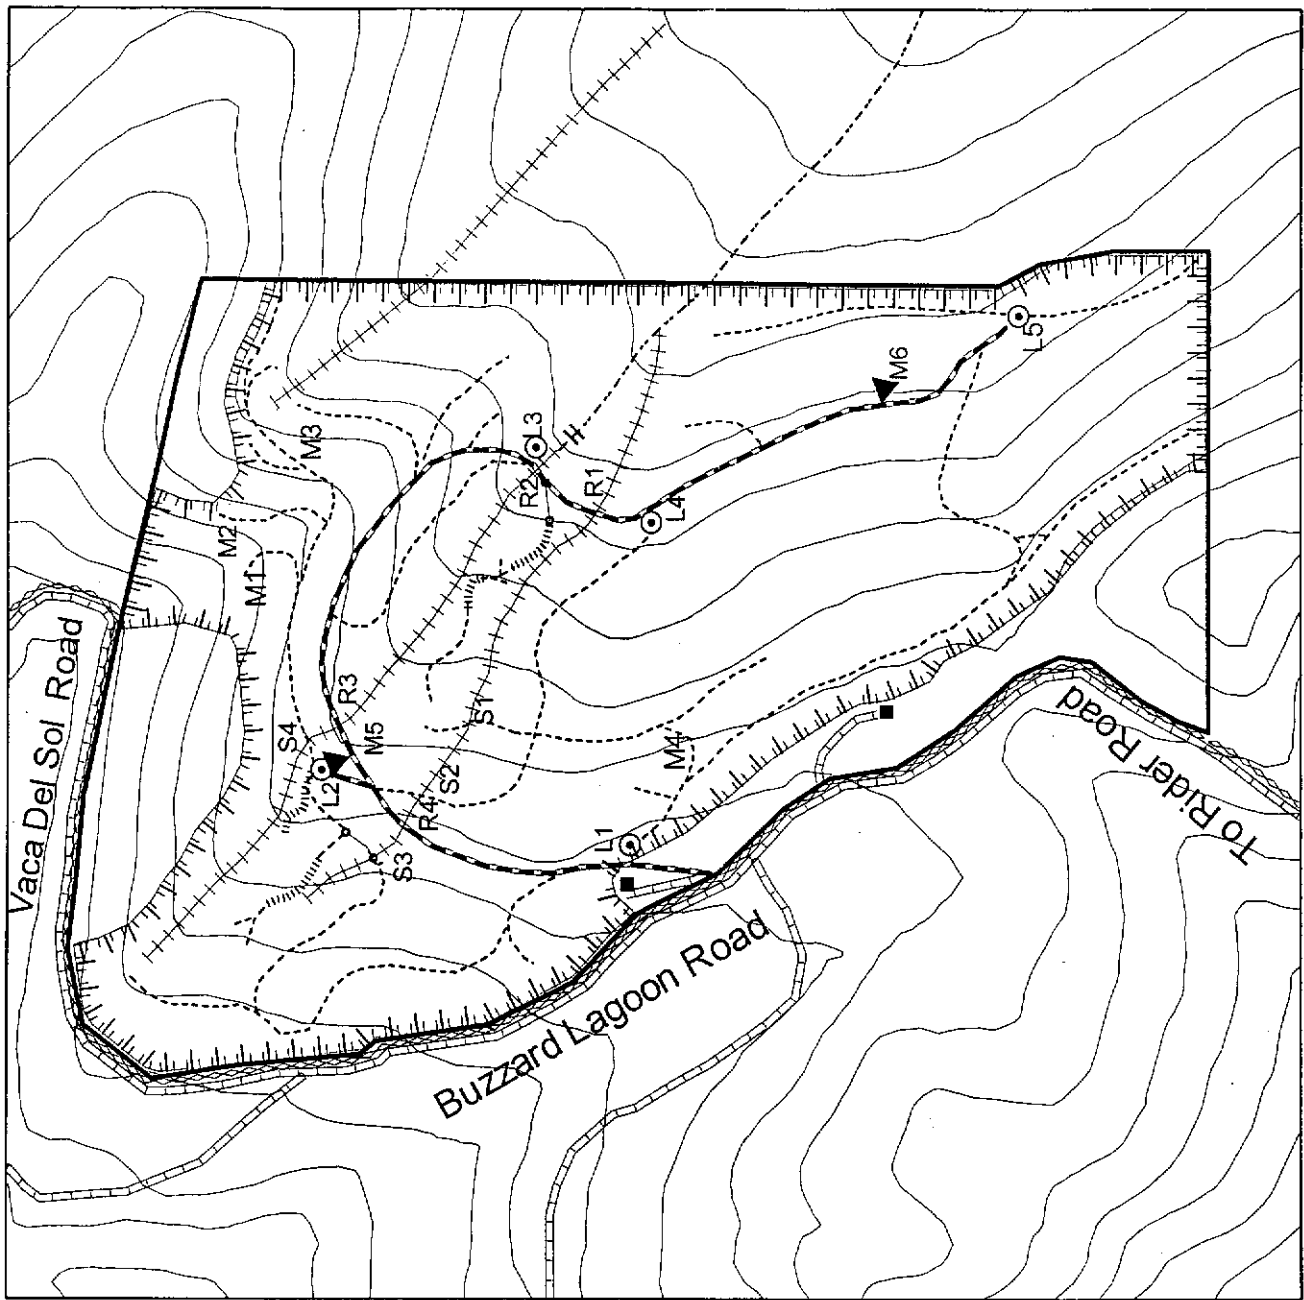 Vaca Del Sol Road
M3
M2
M1
L3
R2
R1
L4
M6
L5
S4
R3
M5
L2
S1
S2
R4
S3
L1
M4
Buzzard Lagoon Road
To Rider Road
H